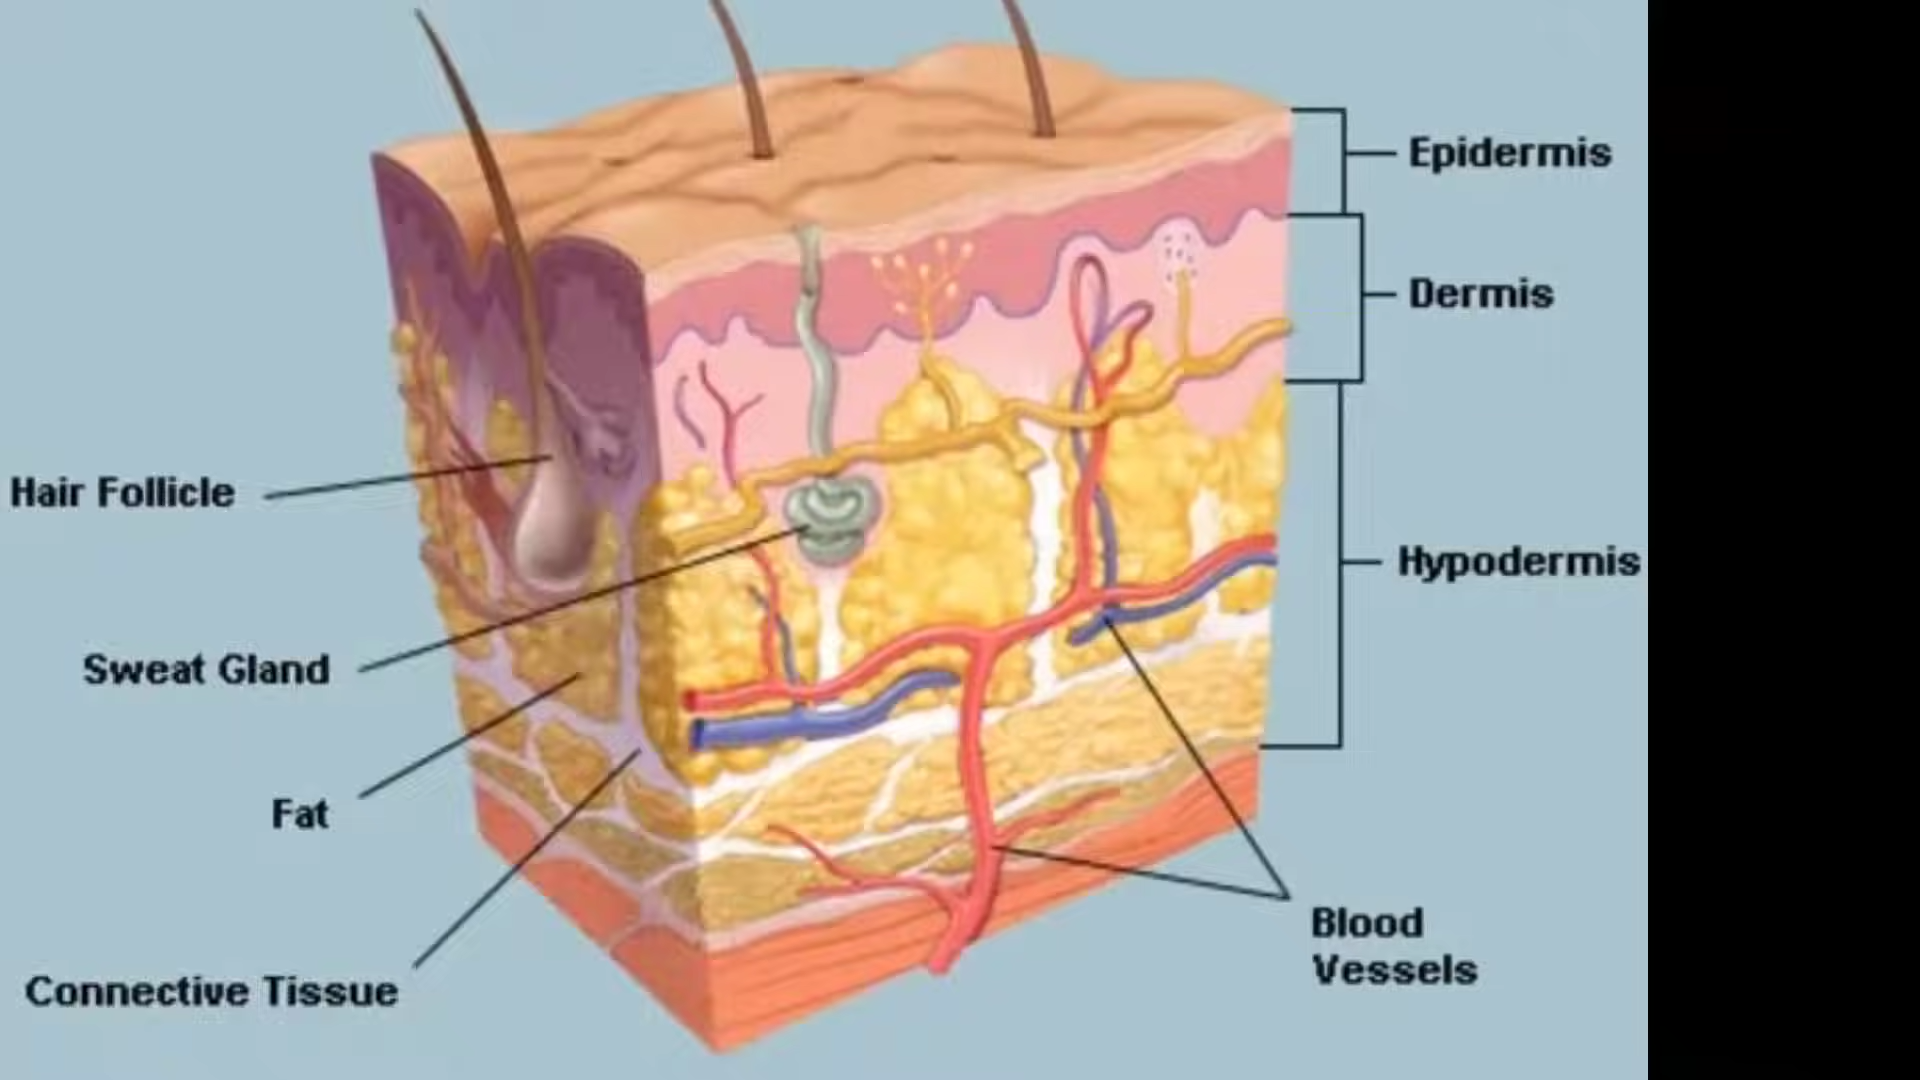 Epidermis
Dermis
Hair Follicle
Hypodermis
Sweat Gland
Fat
Blood
Vessels
Connective Tissue